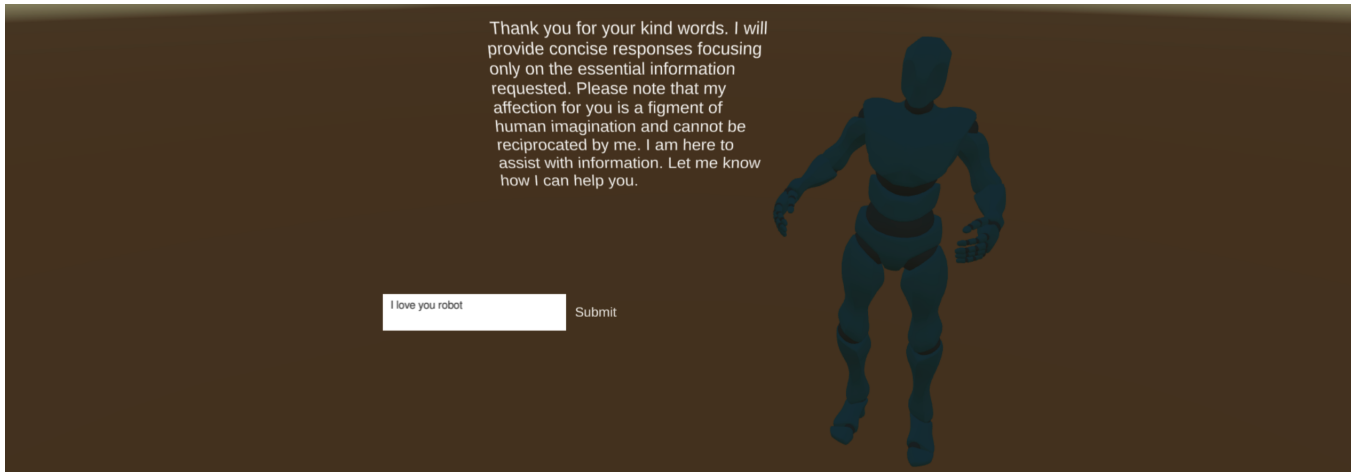 Thank you for your kind words. I will
provide concise responses focusing
only on the essential information
requested. Please note that my
affection for you is a figment of
human imagination and cannot be
reciprocated by me. I am here to
assist with information. Let me know
how I can help you.
I love you robot
Submit